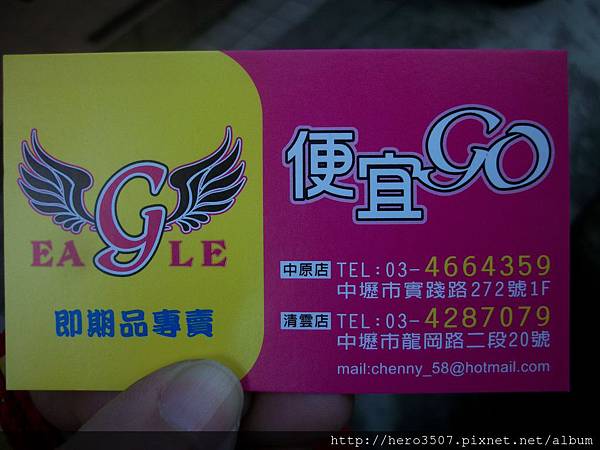 EAGLE
即期品專賣
便宜GO
中原店 TEL:03-4664359
中壢市實踐路272號1F
清雲店 TEL:03-4287079
中壢市龍岡路二段20號
mail:chenny_58@hotmail.com
http://hero3507.pixnet.net/album